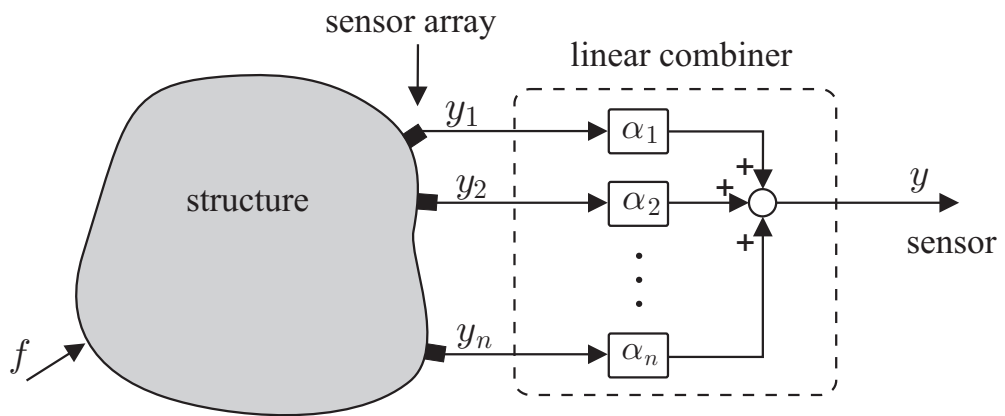 sensor array
linear combiner
y₁
α₁
+
structure
y₂
α₂
+
y
+
sensor
f
yₙ
αₙ